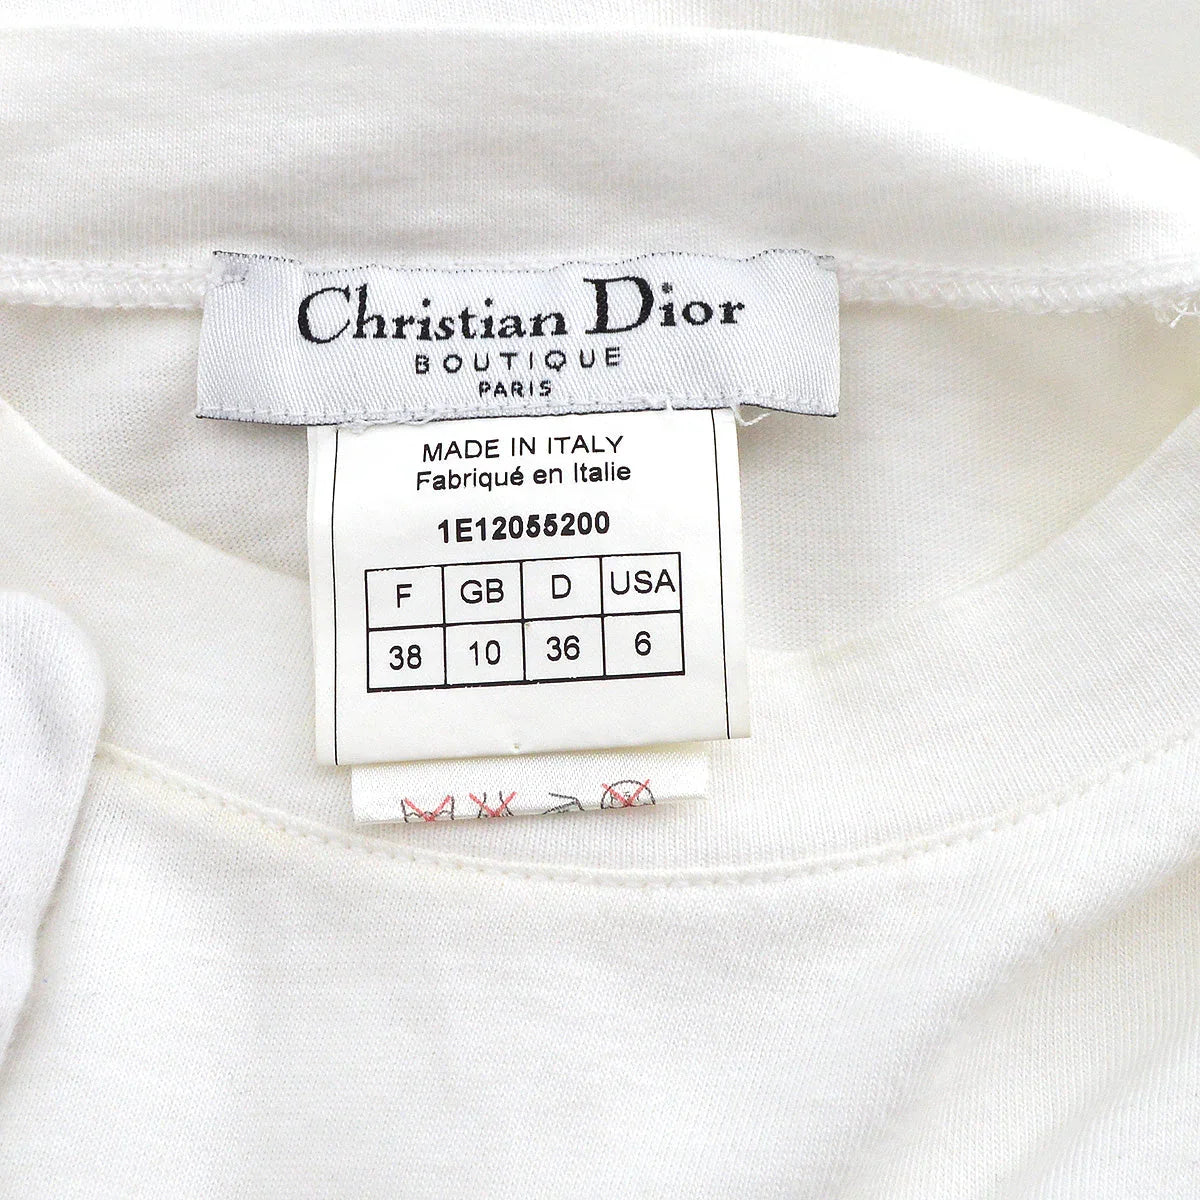 Christian Dior
BOUTIQUE
PARIS
MADE IN ITALY
Fabriqué en Italie
1E12055200
F GB D USA
38 10 36 6